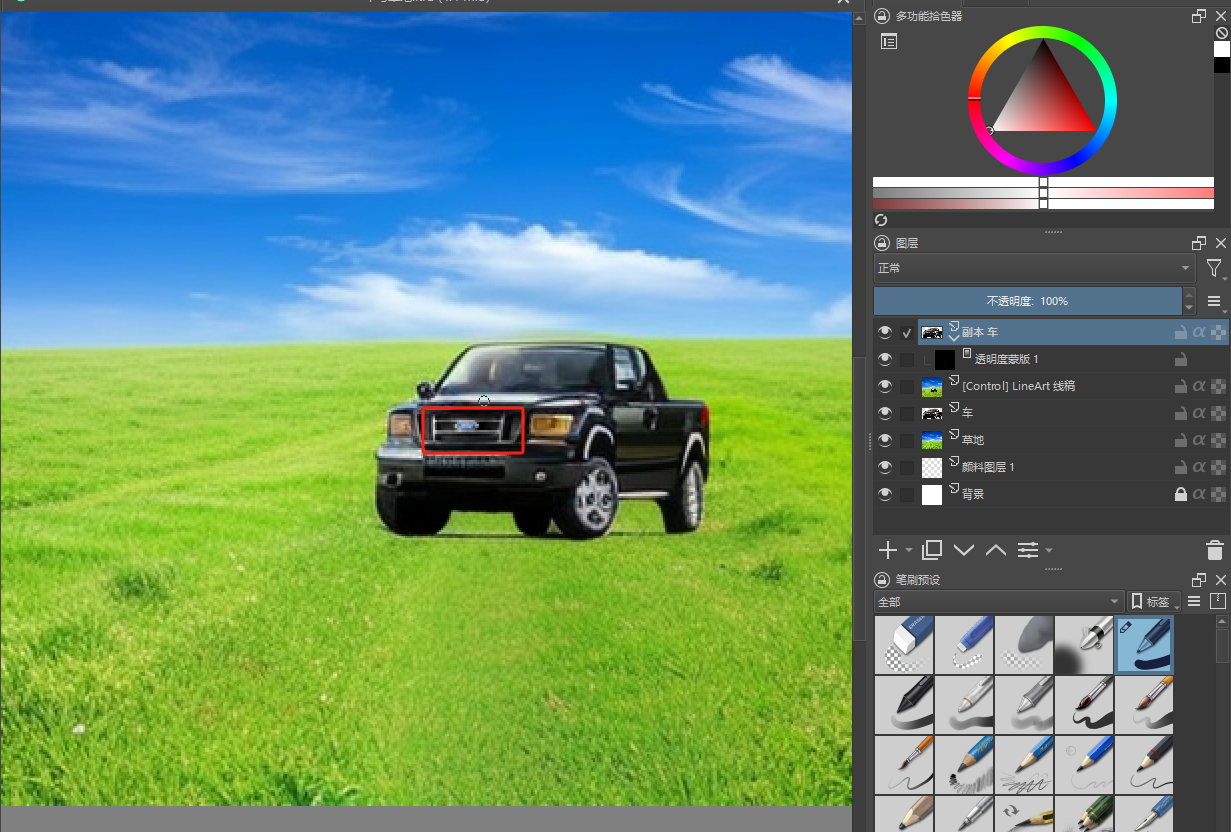 多功能拾色器
图层
正常
不透明度: 100%
副本 车
透明度蒙版 1
[Control] LineArt 线稿
车
草地
颜料图层 1
背景
笔刷预设
全部
标签